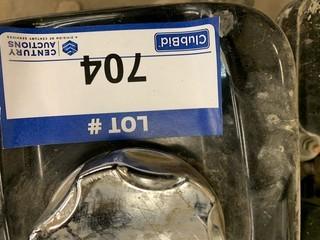 LOT #
704
CENTURY
AUCTIONS
A DIVISION OF CENTURY SERVICES
ClubBid